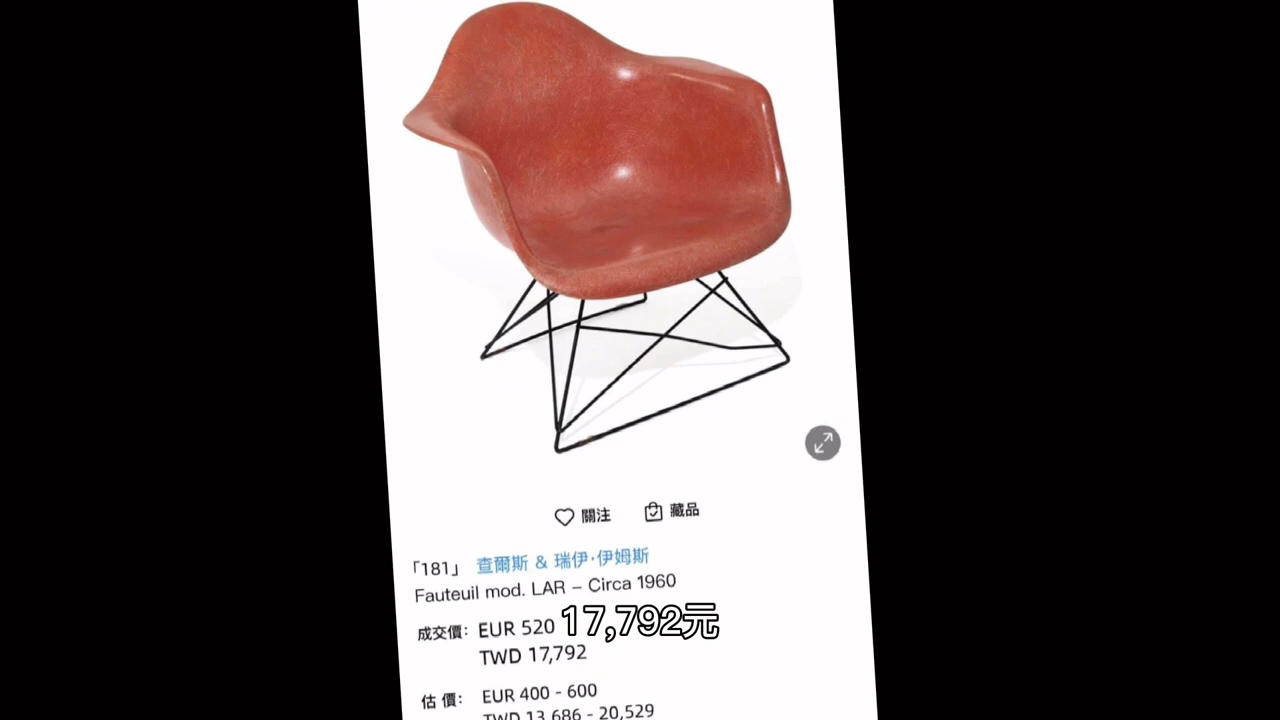 關注 藏品
「181」 查爾斯 & 瑞伊·伊姆斯
Fauteuil mod. LAR – Circa 1960
成交價: EUR 520
17,792元
TWD 17,792
估 價: EUR 400 - 600
TWD 13,686 - 20,529